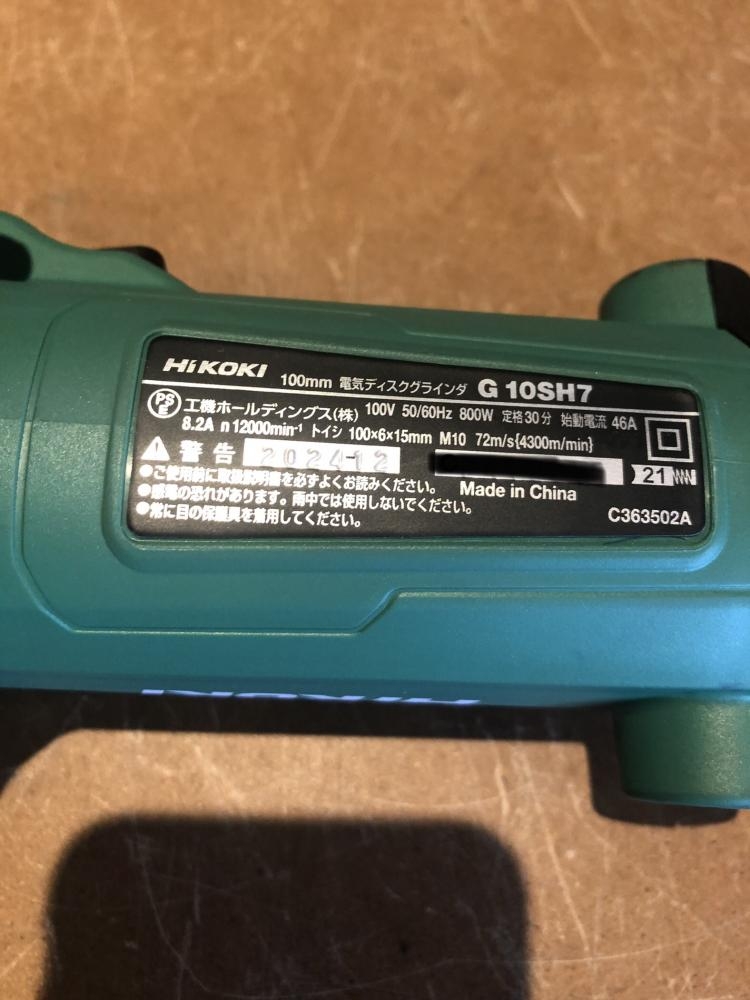 HiKOKI 100mm 電気ディスクグラインダ G 10SH7
PS E 工機ホールディングス(株) 100V 50/60Hz 800W 定格30分 始動電流 46A
8.2A n 12000min⁻¹ トイシ 100×6×15mm M10 72m/s{4300m/min}
警告 202412
21
●ご使用前に取扱説明書を必ずよくお読みください。
●感電の恐れがあります。雨中では使用しないでください。
●常に目の保護具を着用してください。
Made in China
C363502A